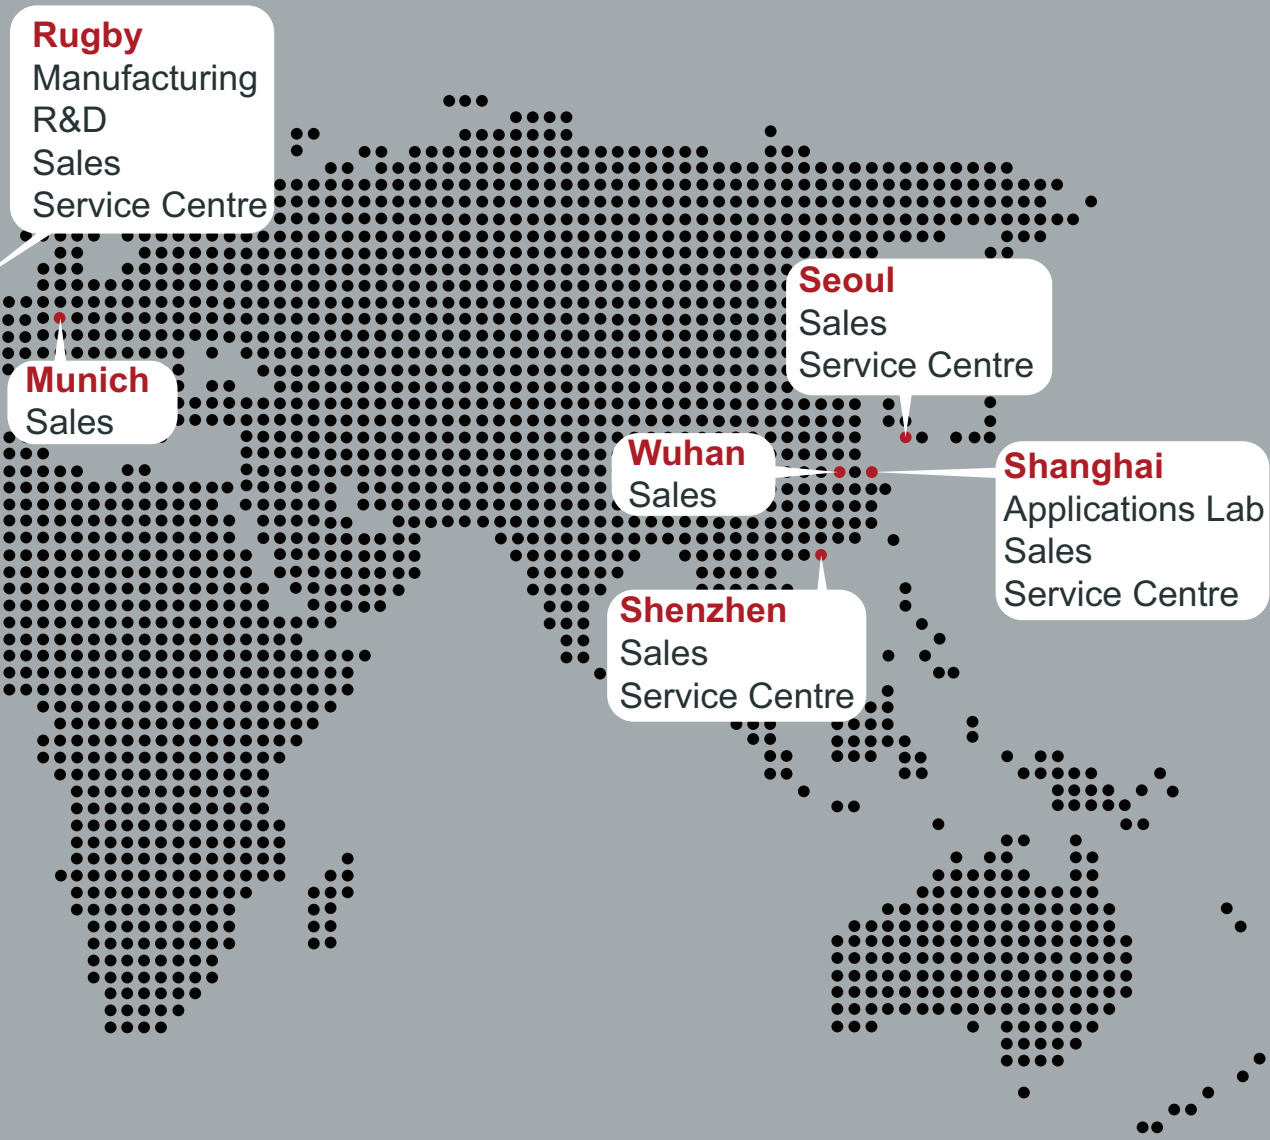 Rugby
Manufacturing
R&D
Sales
Service Centre
Munich
Sales
Seoul
Sales
Service Centre
Wuhan
Sales
Shanghai
Applications Lab
Sales
Service Centre
Shenzhen
Sales
Service Centre